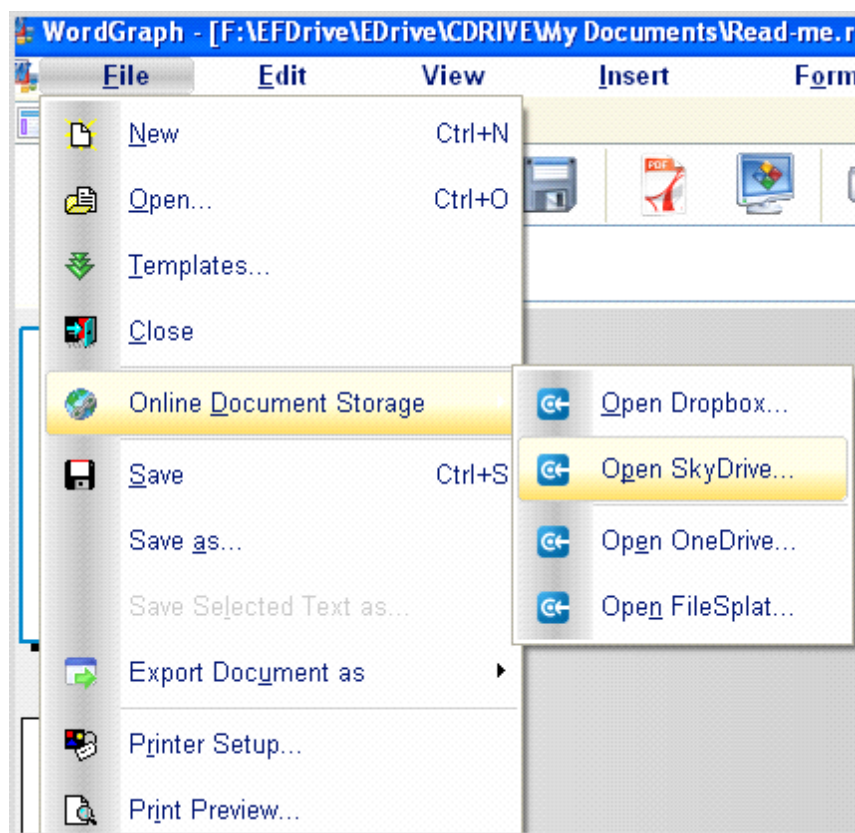 WordGraph - [F:\EFDrive\EDrive\CDRIVE\My Documents\Read-me.r
File Edit View Insert Form
New Ctrl+N
Open... Ctrl+O
PDF
Templates...
Close
Online Document Storage
Open Dropbox...
Open SkyDrive...
Open OneDrive...
Open FileSplat...
Save Ctrl+S
Save as...
Save Selected Text as...
Export Document as
Printer Setup...
Print Preview...